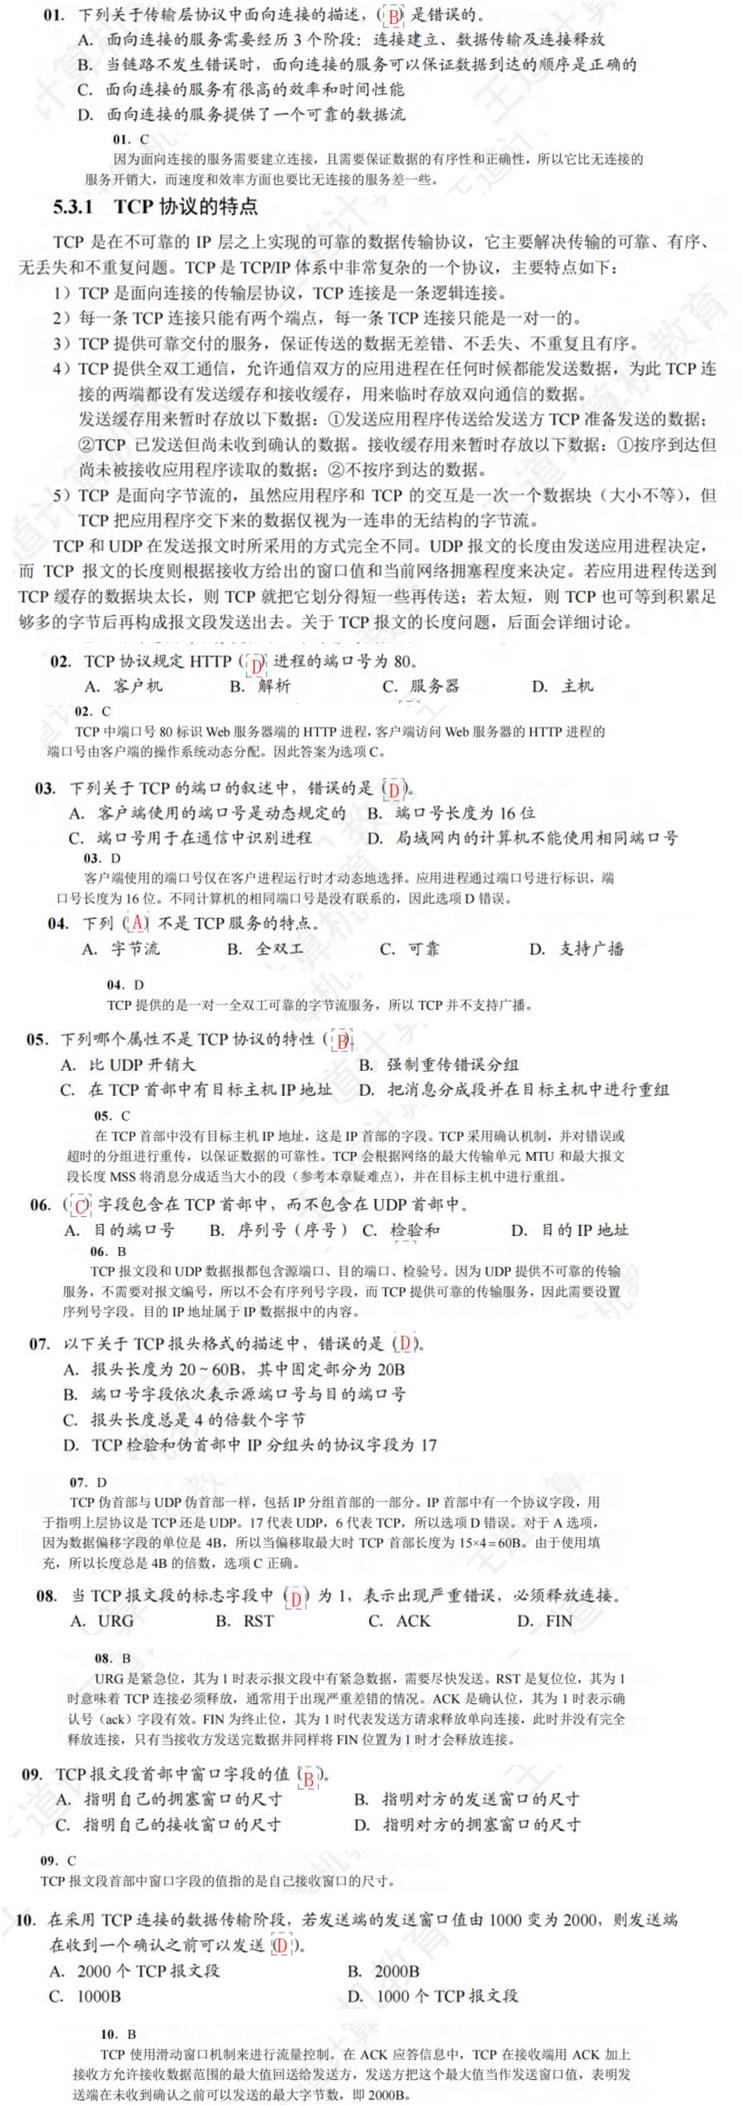 01. 下列关于传输层协议中面向连接的描述，( B ) 是错误的。
A. 面向连接的服务需要经历 3 个阶段：连接建立、数据传输及连接释放
B. 当链路不发生错误时，面向连接的服务可以保证数据到达的顺序是正确的
C. 面向连接的服务有很高的效率和时间性能
D. 面向连接的服务提供了一个可靠的数据流
01. C
因为面向连接的服务需要建立连接，且需要保证数据的有序性和正确性，所以它比无连接的
服务开销大，而速度和效率方面也要比无连接的服务差一些。
5.3.1 TCP 协议的特点
TCP 是在不可靠的 IP 层之上实现的可靠的数据传输协议，它主要解决传输的可靠、有序、
无丢失和不重复问题。TCP 是 TCP/IP 体系中非常复杂的一个协议，主要特点如下：
1）TCP 是面向连接的传输层协议，TCP 连接是一条逻辑连接。
2）每一条 TCP 连接只能有两个端点，每一条 TCP 连接只能是一对一的。
3）TCP 提供可靠交付的服务，保证传送的数据无差错、不丢失、不重复且有序。
4）TCP 提供全双工通信，允许通信双方的应用进程在任何时候都能发送数据，为此 TCP 连
接的两端都设有发送缓存和接收缓存，用来临时存放双向通信的数据。
发送缓存用来暂时存放以下数据：①发送应用程序传送给发送方 TCP 准备发送的数据；
②TCP 已发送但尚未收到确认的数据。接收缓存用来暂时存放以下数据：①按序到达但
尚未被接收应用程序读取的数据；②不按序到达的数据。
5）TCP 是面向字节流的，虽然应用程序和 TCP 的交互是一次一个数据块（大小不等），但
TCP 把应用程序交下来的数据仅视为一连串的无结构的字节流。
TCP 和 UDP 在发送报文时所采用的方式完全不同。UDP 报文的长度由发送应用进程决定，
而 TCP 报文的长度则根据接收方给出的窗口值和当前网络拥塞程度来决定。若应用进程传送到
TCP 缓存的数据块太长，则 TCP 就把它划分得短一些再传送；若太短，则 TCP 也可等到积累足
够多的字节后再构成报文段发送出去。关于 TCP 报文的长度问题，后面会详细讨论。
02. TCP 协议规定 HTTP ( D ) 进程的端口号为 80。
A. 客户机 B. 解析 C. 服务器 D. 主机
02. C
TCP 中端口号 80 标识 Web 服务器端的 HTTP 进程，客户端访问 Web 服务器的 HTTP 进程的
端口号由客户端的操作系统动态分配。因此答案为选项 C。
03. 下列关于 TCP 的端口的叙述中，错误的是 ( D )。
A. 客户端使用的端口号是动态规定的 B. 端口号长度为 16 位
C. 端口号用于在通信中识别进程 D. 局域网内的计算机不能使用相同端口号
03. D
客户端使用的端口号仅在客户进程运行时才动态地选择。应用进程通过端口号进行标识，端
口号长度为 16 位。不同计算机的相同端口号是没有联系的，因此选项 D 错误。
04. 下列 ( A ) 不是 TCP 服务的特点。
A. 字节流 B. 全双工 C. 可靠 D. 支持广播
04. D
TCP 提供的是一对一全双工可靠的字节流服务，所以 TCP 并不支持广播。
05. 下列哪个属性不是 TCP 协议的特性 ( B )。
A. 比 UDP 开销大 B. 强制重传错误分组
C. 在 TCP 首部中有目标主机 IP 地址 D. 把消息分成段并在目标主机中进行重组
05. C
在 TCP 首部中没有目标主机 IP 地址，这是 IP 首部的字段。TCP 采用确认机制，并对错误或
超时的分组进行重传，以保证数据的可靠性。TCP 会根据网络的最大传输单元 MTU 和最大报文
段长度 MSS 将消息分成适当大小的段（参考本章疑难点），并在目标主机中进行重组。
06. ( C ) 字段包含在 TCP 首部中，而不包含在 UDP 首部中。
A. 目的端口号 B. 序列号（序号） C. 检验和 D. 目的 IP 地址
06. B
TCP 报文段和 UDP 数据报都包含源端口、目的端口、检验号。因为 UDP 提供不可靠的传输
服务，不需要对报文编号，所以不会有序列号字段，而 TCP 提供可靠的传输服务，因此需要设置
序列号字段。目的 IP 地址属于 IP 数据报中的内容。
07. 以下关于 TCP 报头格式的描述中，错误的是 ( D )。
A. 报头长度为 20~60B，其中固定部分为 20B
B. 端口号字段依次表示源端口号与目的端口号
C. 报头长度总是 4 的倍数个字节
D. TCP 检验和伪首部中 IP 分组头的协议字段为 17
07. D
TCP 伪首部与 UDP 伪首部一样，包括 IP 分组首部的一部分。IP 首部中有一个协议字段，用
于指明上层协议是 TCP 还是 UDP。17 代表 UDP，6 代表 TCP，所以选项 D 错误。对于 A 选项，
因为数据偏移字段的单位是 4B，所以当偏移取最大时 TCP 首部长度为 15×4 = 60B。由于使用填
充，所以长度总是 4B 的倍数，选项 C 正确。
08. 当 TCP 报文段的标志字段中 ( D ) 为 1，表示出现严重错误，必须释放连接。
A. URG B. RST C. ACK D. FIN
08. B
URG 是紧急位，其为 1 时表示报文段中有紧急数据，需要尽快发送。RST 是复位位，其为 1
时意味着 TCP 连接必须释放，通常用于出现严重差错的情况。ACK 是确认位，其为 1 时表示确
认号（ack）字段有效。FIN 为终止位，其为 1 时代表发送方请求释放单向连接，此时并没有完全
释放连接，只有当接收方发送完数据并同样将 FIN 位置为 1 时才会释放连接。
09. TCP 报文段首部中窗口字段的值 ( B )。
A. 指明自己的拥塞窗口的尺寸 B. 指明对方的发送窗口的尺寸
C. 指明自己的接收窗口的尺寸 D. 指明对方的拥塞窗口的尺寸
09. C
TCP 报文段首部中窗口字段的值指的是自己接收窗口的尺寸。
10. 在采用 TCP 连接的数据传输阶段，若发送端的发送窗口值由 1000 变为 2000，则发送端
在收到一个确认之前可以发送 ( D )。
A. 2000 个 TCP 报文段 B. 2000B
C. 1000B D. 1000 个 TCP 报文段
10. B
TCP 使用滑动窗口机制来进行流量控制。在 ACK 应答信息中，TCP 在接收端用 ACK 加上
接收方允许接收数据范围的最大值回送给发送方，发送方把这个最大值当作发送窗口值，表明发
送端在未收到确认之前可以发送的最大字节数，即 2000B。